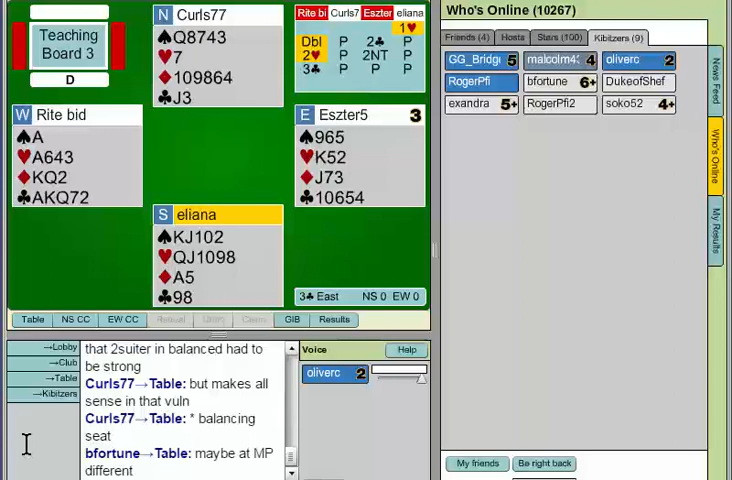 Teaching
Board 3
D
N Curls77
♠Q8743
♥7
♦109864
♣J3
Rite bi Curls7 Eszter eliana
1♥
Dbl P 2♣ P
2♥ P 2NT P
3♣ P P P
W Rite bid
♠A
♥A643
♦KQ2
♣AKQ72
E Eszter5 3
♠965
♥K52
♦J73
♣10654
S eliana
♠KJ102
♥QJ1098
♦A5
♣98
3♣ East NS 0 EW 0
Table NS CC EW CC GIB Results
→Lobby
→Club
→Table
→Kibitzers
that 2suiter in balanced had to
be strong
Curls77→Table: but makes all
sense in that vuln
Curls77→Table: * balancing
seat
bfortune→Table: maybe at MP
different
Voice Help
oliverc 2
Who's Online (10267)
Friends (4) Hosts Stars (100) Kibitzers (9)
GG_Bridg 5 malcolm4 4 oliverc 2
RogerPfi bfortune 6+ DukeofShef
exandra 5+ RogerPfi2 soko52 4+
News Feed
Who's Online
My Results
My friends Be right back